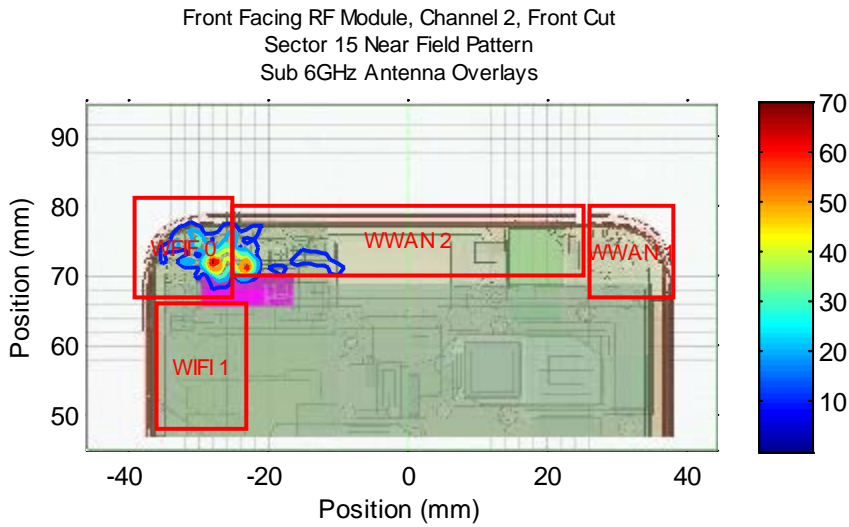 Front Facing RF Module, Channel 2, Front Cut
Sector 15 Near Field Pattern
Sub 6GHz Antenna Overlays
90
80
70
60
50
Position (mm)
WIFI 0
WWAN 2
WWAN 1
WIFI 1
-40
-20
0
20
40
Position (mm)
70
60
50
40
30
20
10